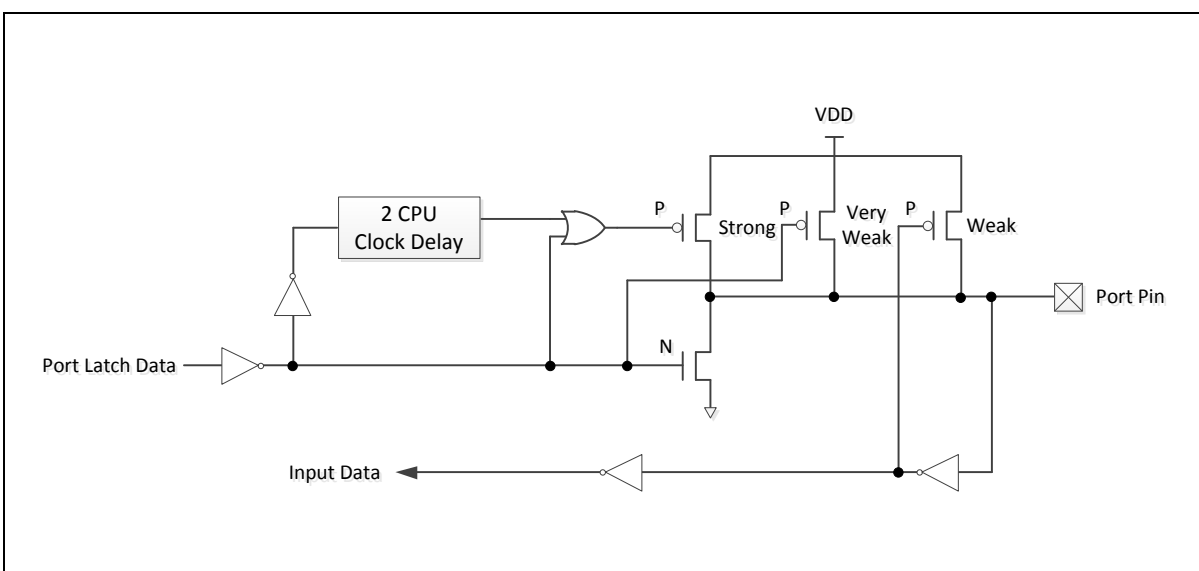 VDD
2 CPU
Clock Delay
P
Strong
P
Very
Weak
P
Weak
Port Pin
Port Latch Data
N
Input Data